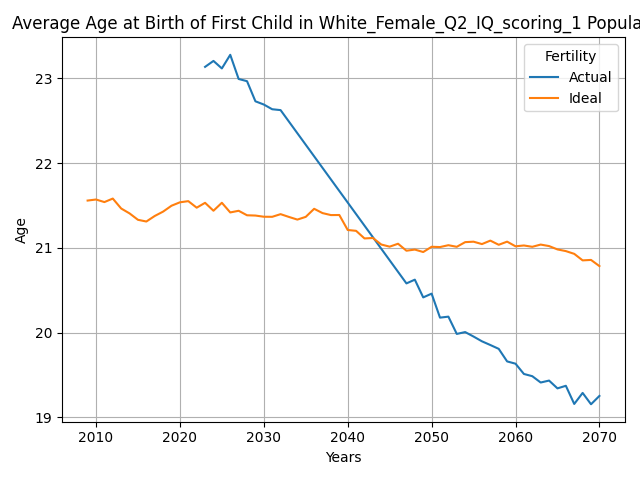 Average Age at Birth of First Child in White_Female_Q2_IQ_scoring_1 Popula
Fertility
Actual
Ideal
23
22
21
20
19
Age
2010 2020 2030 2040 2050 2060 2070
Years